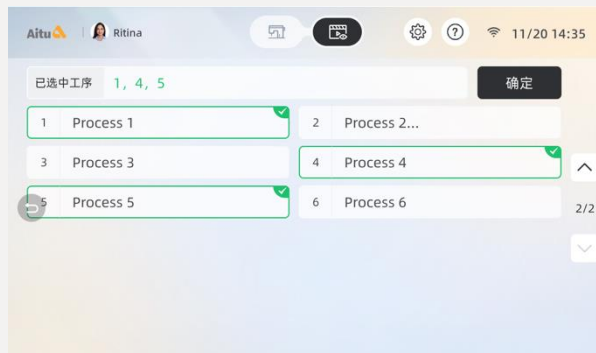 Aitu Ritina 11/20 14:35
已选中工序 1, 4, 5 确定
1 Process 1
2 Process 2...
3 Process 3
4 Process 4
5 Process 5
6 Process 6
2/2